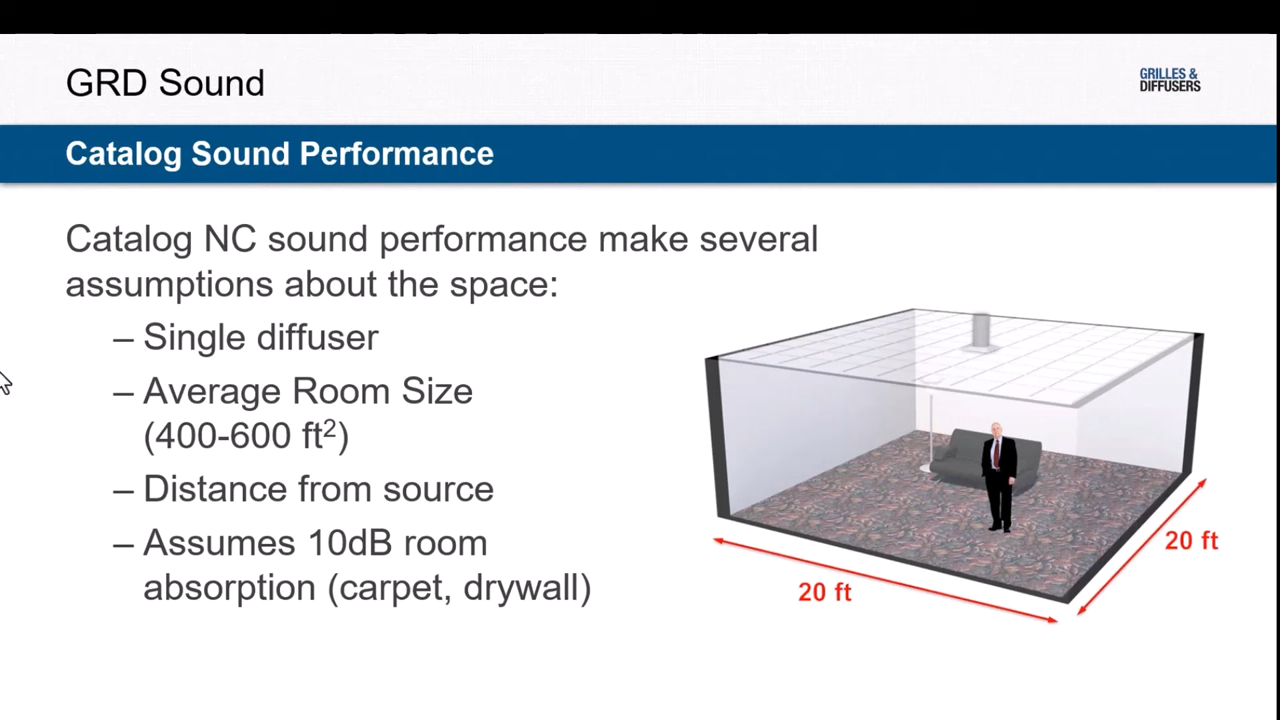 GRD Sound
GRILLES &
DIFFUSERS
Catalog Sound Performance
Catalog NC sound performance make several
assumptions about the space:
– Single diffuser
– Average Room Size
(400-600 ft²)
– Distance from source
– Assumes 10dB room
absorption (carpet, drywall)
20 ft
20 ft